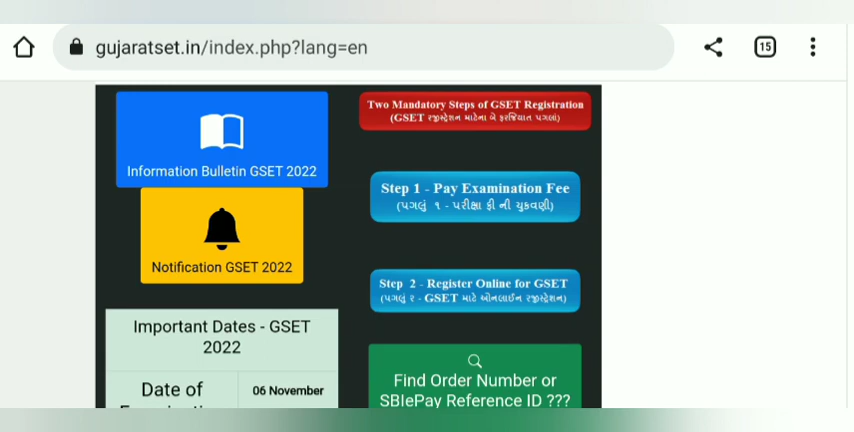 gujaratset.in/index.php?lang=en
15
Information Bulletin GSET 2022
Notification GSET 2022
Important Dates - GSET
2022
Date of
06 November
Two Mandatory Steps of GSET Registration
(GSET રજીસ્ટ્રેશન માટેના બે ફરજિયાત પગલાં)
Step 1 - Pay Examination Fee
(પગલું ૧ - પરીક્ષા ફી ની ચુકવણી)
Step 2 - Register Online for GSET
(પગલું ૨ - GSET માટે ઓનલાઈન રજીસ્ટ્રેશન)
Find Order Number or
SBIePay Reference ID ???